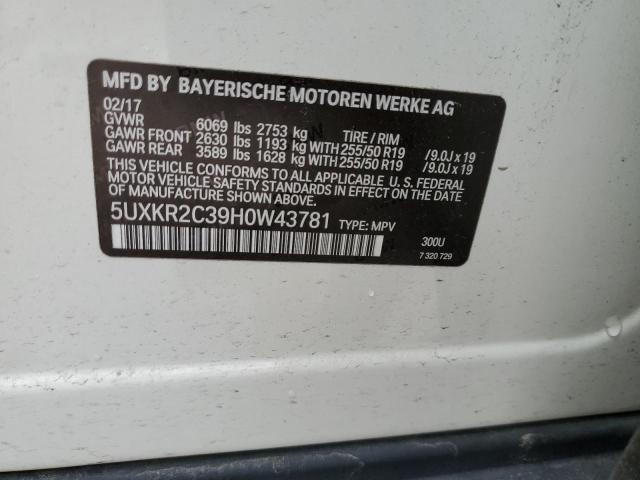 MFD BY BAYERISCHE MOTOREN WERKE AG
02/17
GVWR 6069 lbs 2753 kg TIRE / RIM
GAWR FRONT 2630 lbs 1193 kg WITH 255/50 R19 /9.0J x 19
GAWR REAR 3589 lbs 1628 kg WITH 255/50 R19 /9.0J x 19
THIS VEHICLE CONFORMS TO ALL APPLICABLE U.S. FEDERAL
MOTOR VEHICLE SAFETY STANDARDS IN EFFECT ON THE DATE
OF MANUFACTURE SHOWN ABOVE.
5UXKR2C39H0W43781 TYPE: MPV
300U
7 320 729